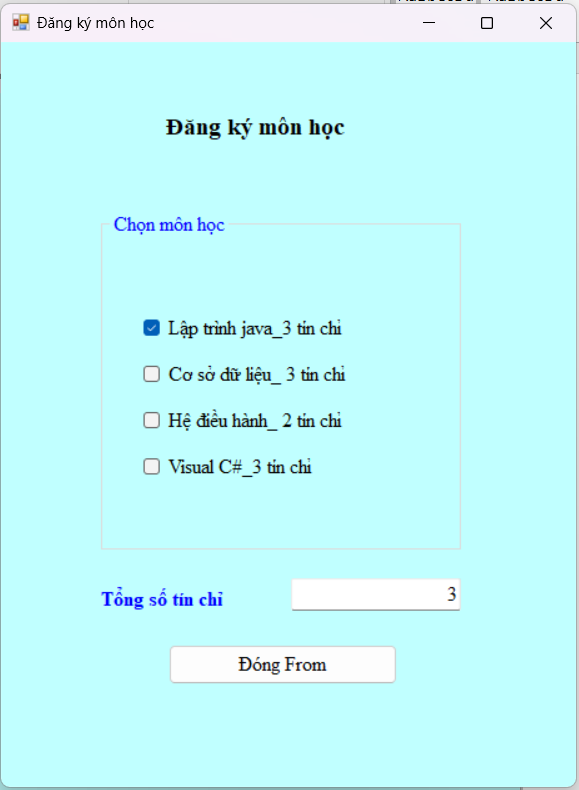 Đăng ký môn học
Đăng ký môn học
Chọn môn học
Lập trình java_3 tín chỉ
Cơ sở dữ liệu_ 3 tín chỉ
Hệ điều hành_ 2 tín chỉ
Visual C#_3 tín chỉ
Tổng số tín chỉ
3
Đóng From